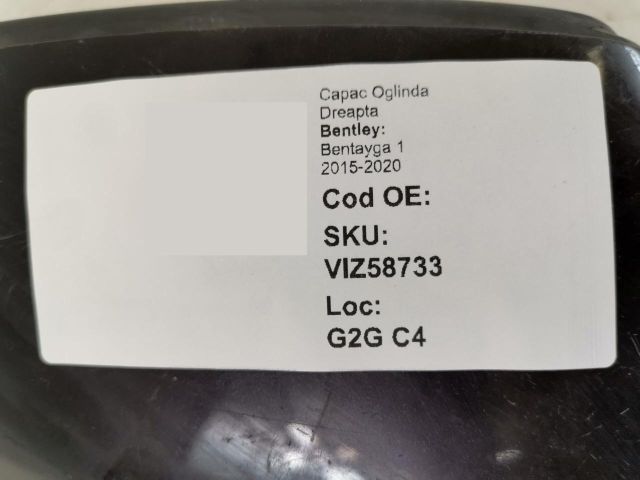 Capac Oglinda
Dreapta
Bentley:
Bentayga 1
2015-2020
Cod OE:
SKU:
VIZ58733
Loc:
G2G C4